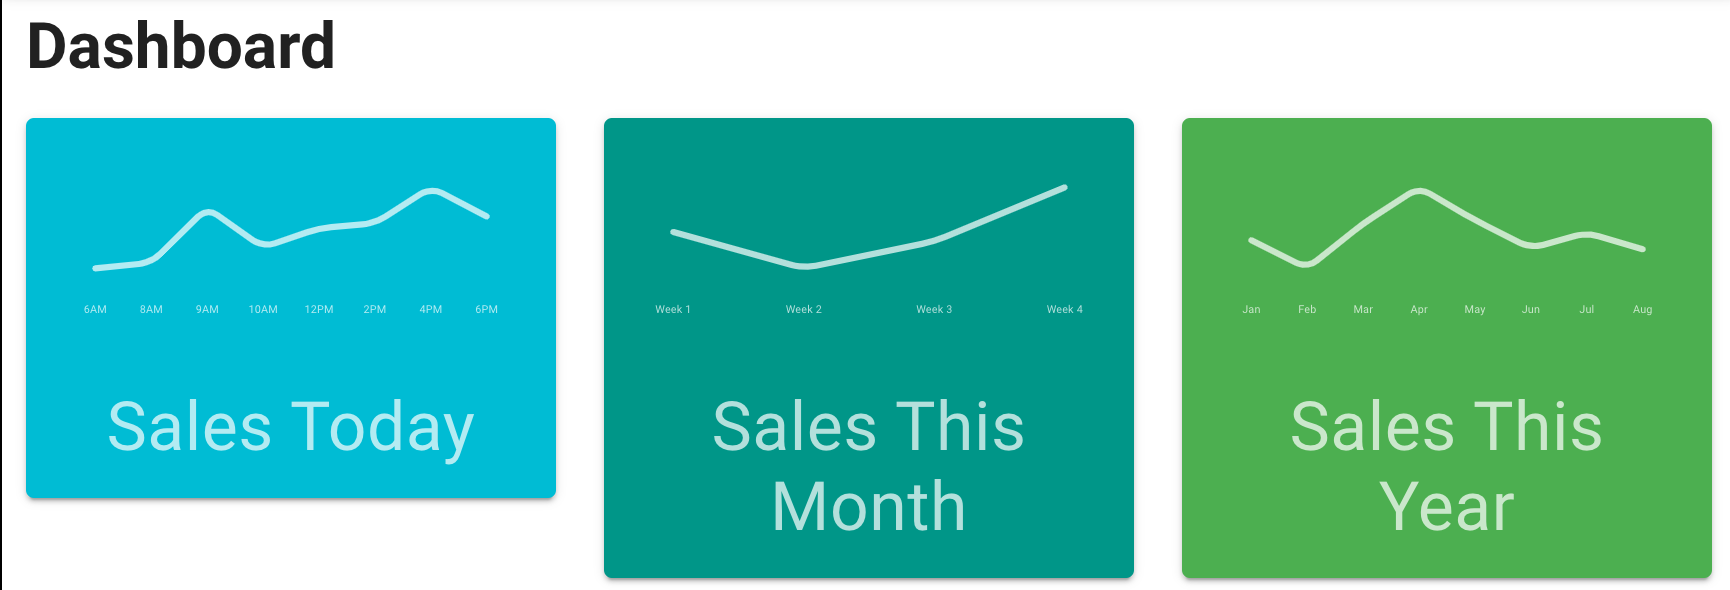 Dashboard
6AM 8AM 9AM 10AM 12PM 2PM 4PM 6PM
Sales Today
Week 1 Week 2 Week 3 Week 4
Sales This
Month
Jan Feb Mar Apr May Jun Jul Aug
Sales This
Year